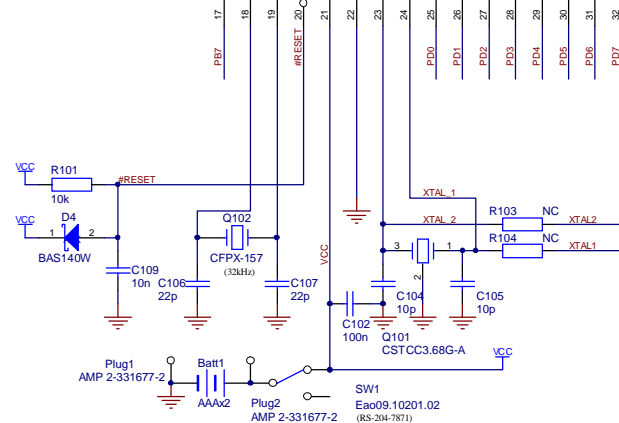 17
18
19
20
21
22
23
24
25
26
27
28
29
30
31
32
PB7
#RESET
PD0
PD1
PD2
PD3
PD4
PD5
PD6
PD7
VCC
R101
#RESET
10k
VCC
D4
1
2
BAS140W
C109
10n
Q102
CFPX-157
(32kHz)
C106
22p
C107
22p
VCC
XTAL_1
XTAL_2
R103
NC
XTAL2
R104
NC
XTAL1
3
1
2
C104
10p
C105
10p
C102
100n
Q101
CSTCC3.68G-A
VCC
Plug1
AMP 2-331677-2
Batt1
AAAx2
Plug2
AMP 2-331677-2
SW1
Eao09.10201.02
(RS-204-7871)